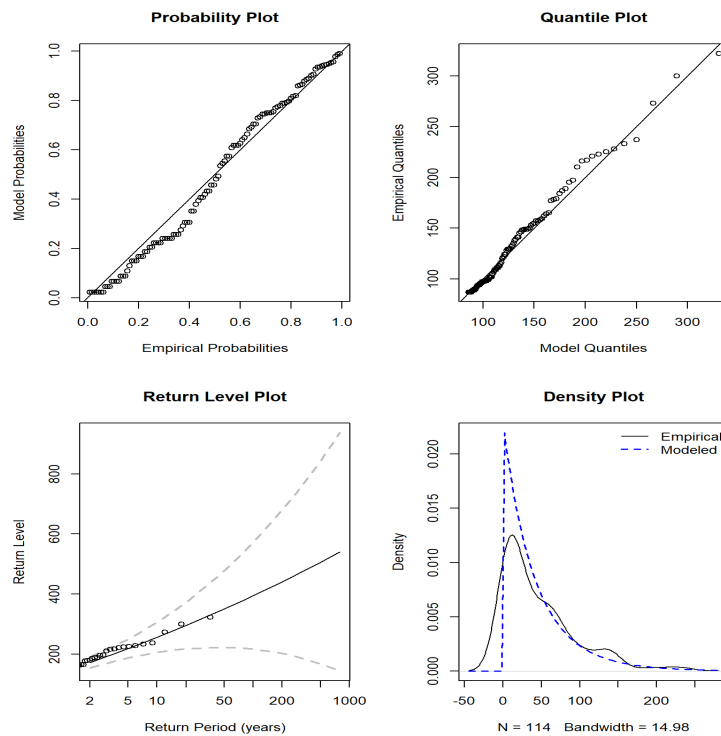 Probability Plot
Model Probabilities
0.0 0.2 0.4 0.6 0.8 1.0
0.0 0.2 0.4 0.6 0.8 1.0
Empirical Probabilities
Quantile Plot
Empirical Quantiles
100 150 200 250 300
100 150 200 250 300
Model Quantiles
Return Level Plot
Return Level
200 400 600 800
2 5 10 50 200 1000
Return Period (years)
Density Plot
Density
0.000 0.005 0.010 0.015 0.020
Empirical
Modeled
-50 0 50 100 200
N = 114 Bandwidth = 14.98